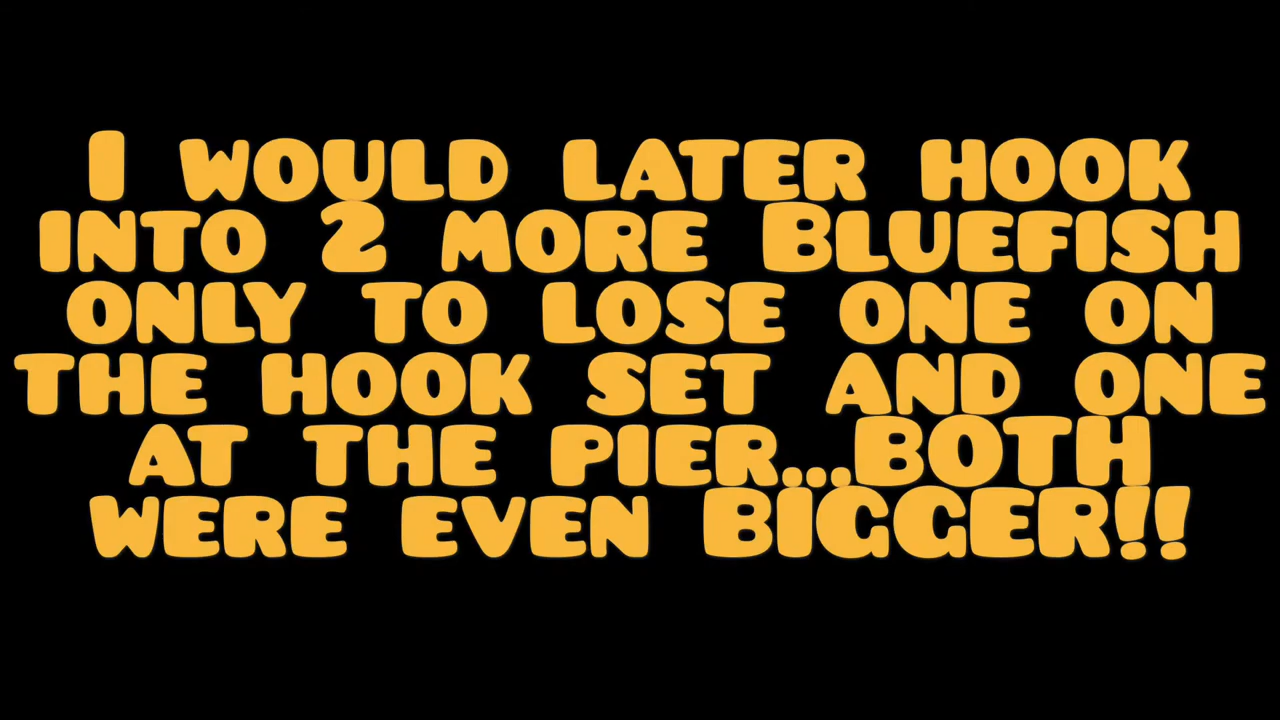 I would later hook
into 2 more Bluefish
only to lose one on
the hook set and one
at the pier...BOTH
were even BIGGER!!